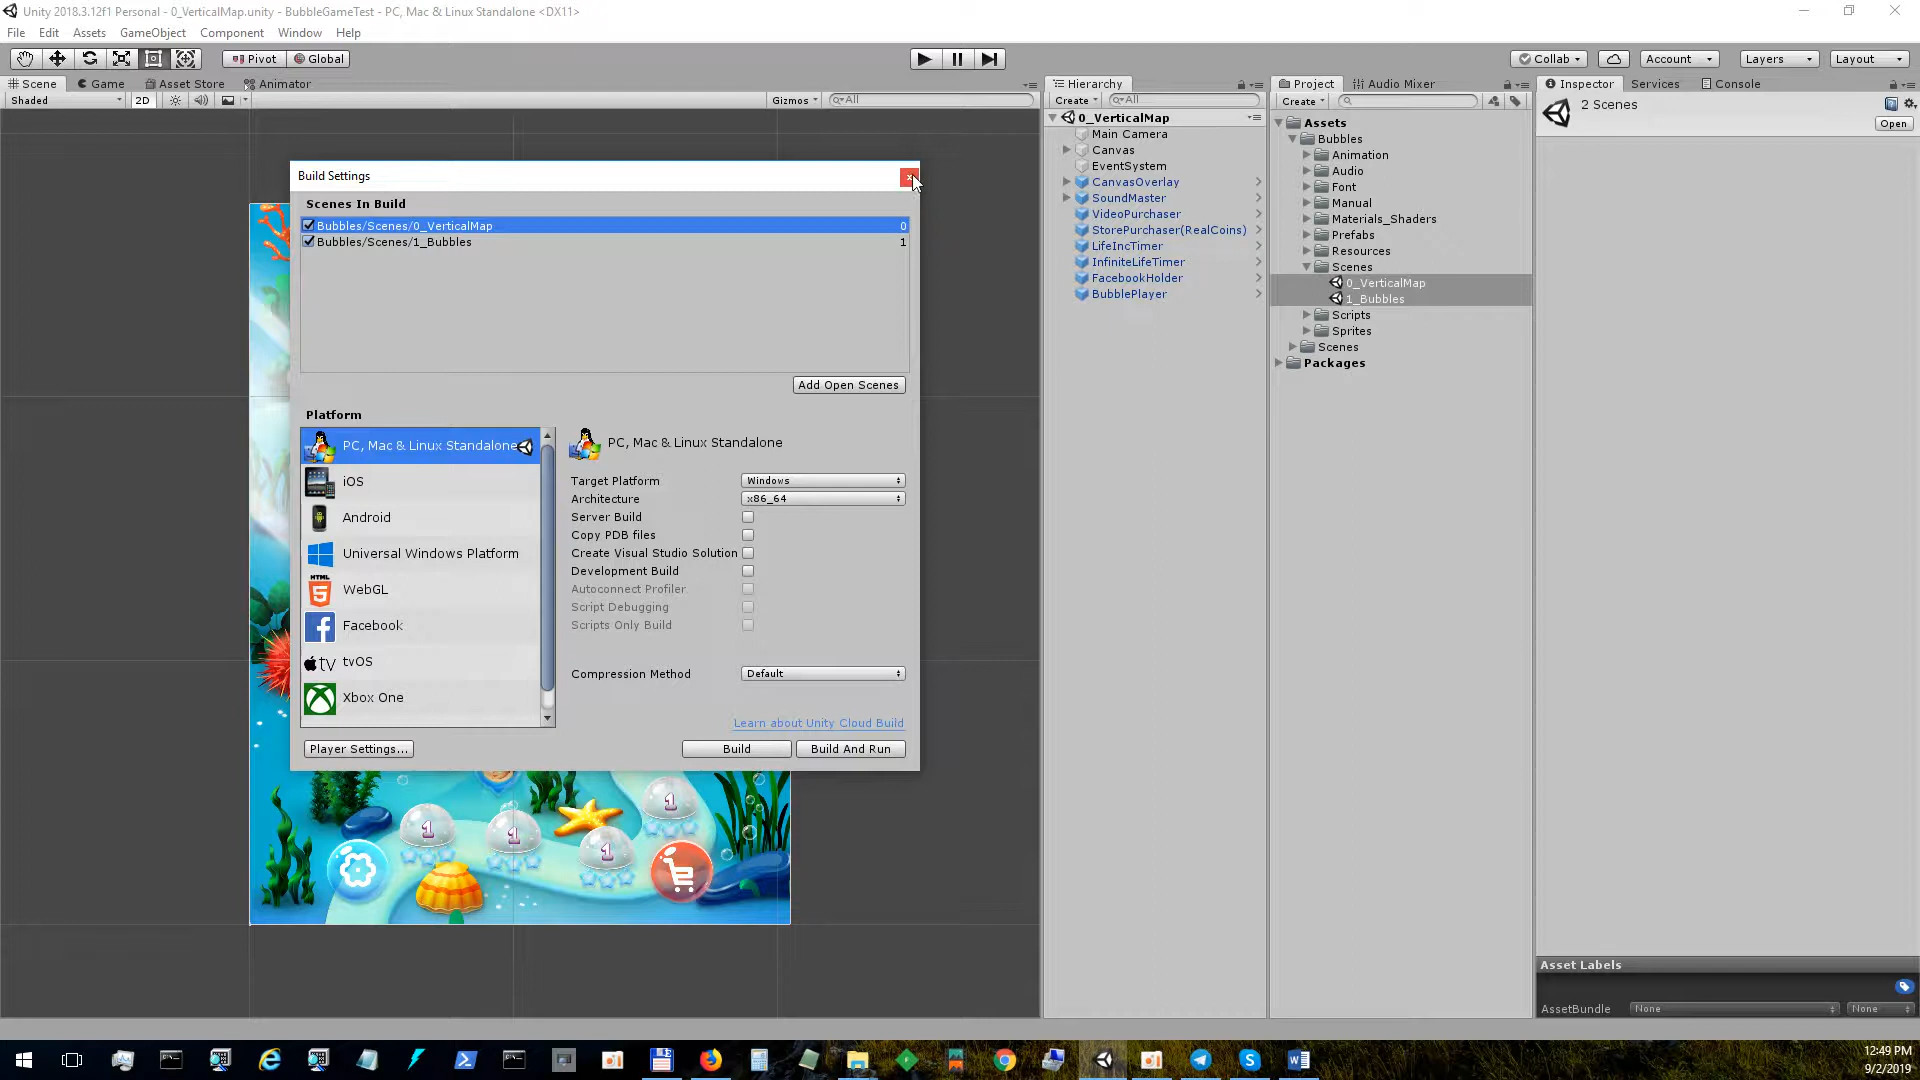 Unity 2018.3.12f1 Personal - 0_VerticalMap.unity - BubbleGameTest - PC, Mac & Linux Standalone <DX11>
File Edit Assets GameObject Component Window Help
Pivot Global Collab Account Layers Layout
Scene Game Asset Store Animator
Shaded 2D Gizmos All
Build Settings
Scenes In Build
Bubbles/Scenes/0_VerticalMap 0
Bubbles/Scenes/1_Bubbles 1
Add Open Scenes
Platform
PC, Mac & Linux Standalone
iOS
Android
Universal Windows Platform
HTML
5
WebGL
Facebook
tv tvOS
Xbox One
PC, Mac & Linux Standalone
Target Platform Windows
Architecture x86_64
Server Build
Copy PDB files
Create Visual Studio Solution
Development Build
Autoconnect Profiler
Script Debugging
Scripts Only Build
Compression Method Default
Learn about Unity Cloud Build
Player Settings... Build Build And Run
1
1
1
1
Hierarchy
Create All
0_VerticalMap
Main Camera
Canvas
EventSystem
CanvasOverlay
SoundMaster
VideoPurchaser
StorePurchaser(RealCoins)
LifeIncTimer
InfiniteLifeTimer
FacebookHolder
BubblePlayer
Project Audio Mixer
Create
Assets
Bubbles
Animation
Audio
Font
Manual
Materials_Shaders
Prefabs
Resources
Scenes
0_VerticalMap
1_Bubbles
Scripts
Sprites
Scenes
Packages
Inspector Services Console
2 Scenes
Open
Asset Labels
AssetBundle None None
12:49 PM
9/2/2019